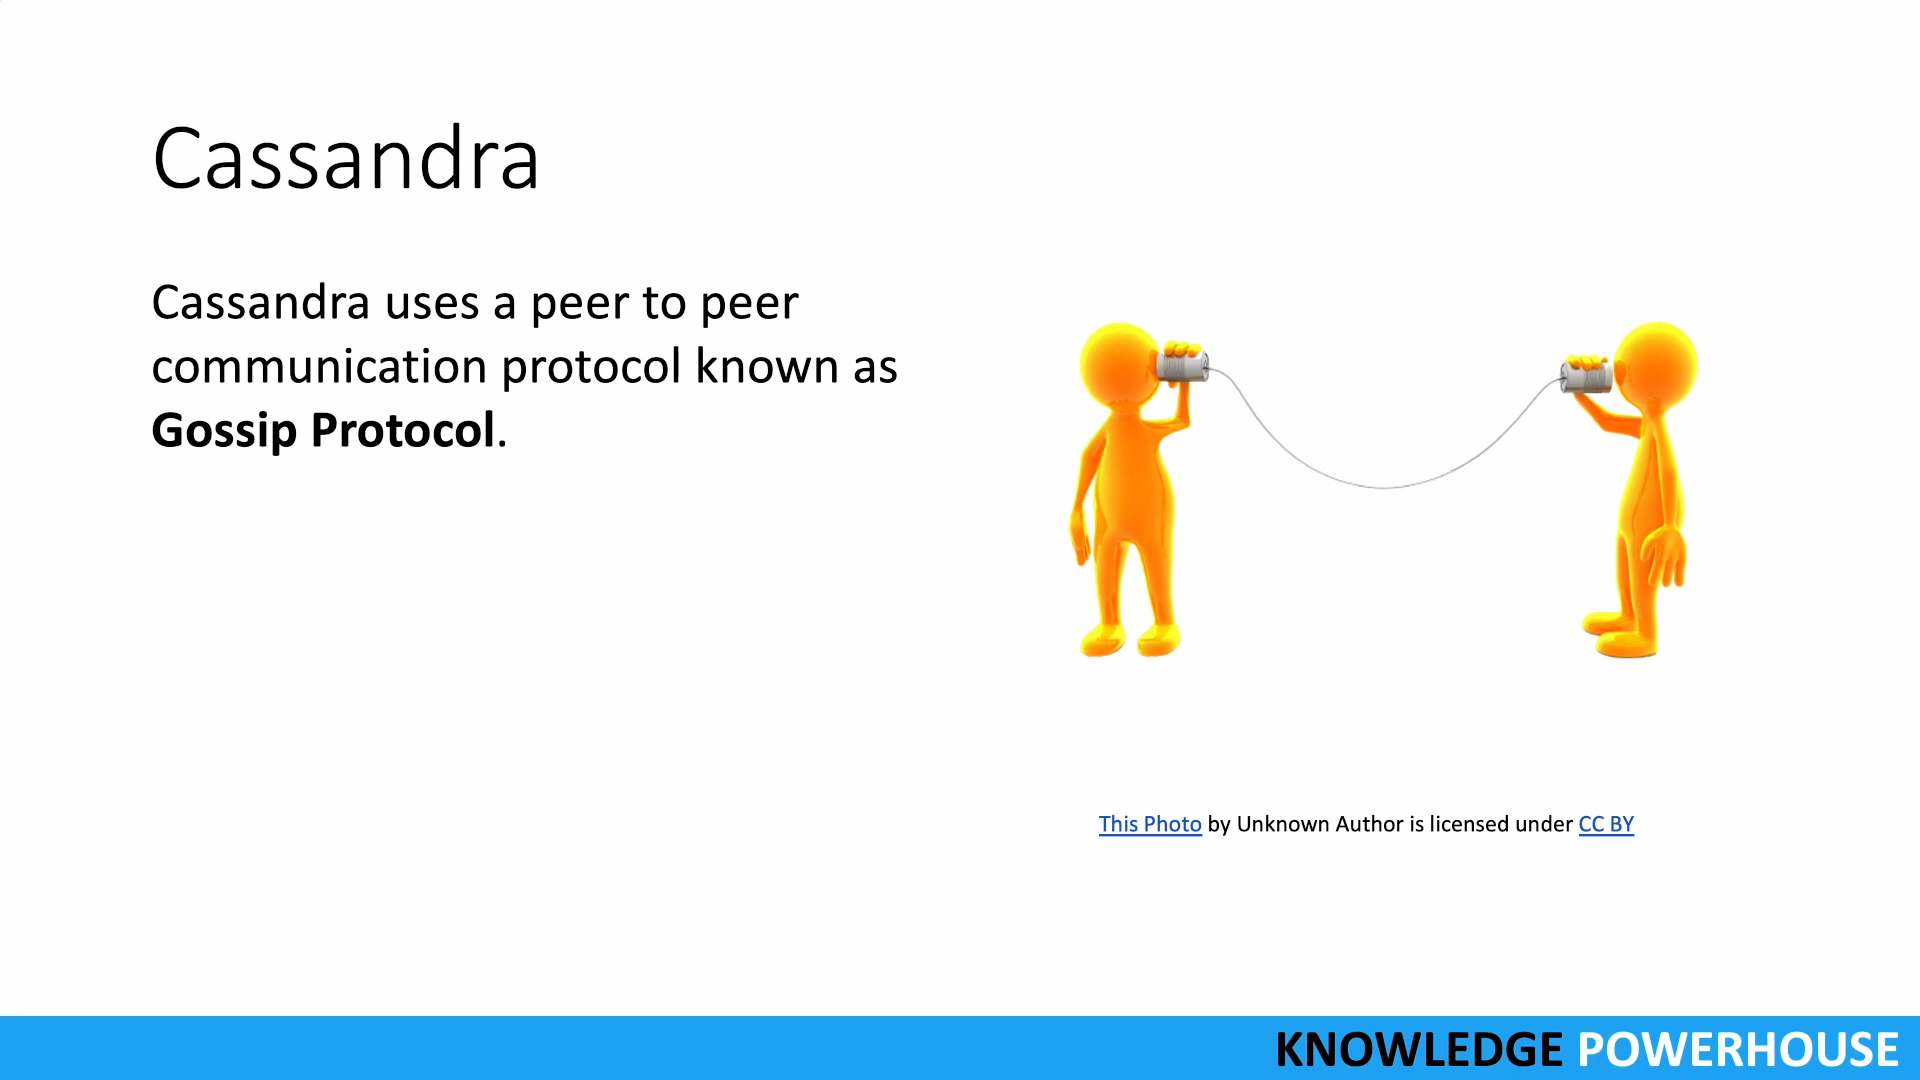 Cassandra
Cassandra uses a peer to peer
communication protocol known as
Gossip Protocol.
This Photo by Unknown Author is licensed under CC BY
KNOWLEDGE POWERHOUSE